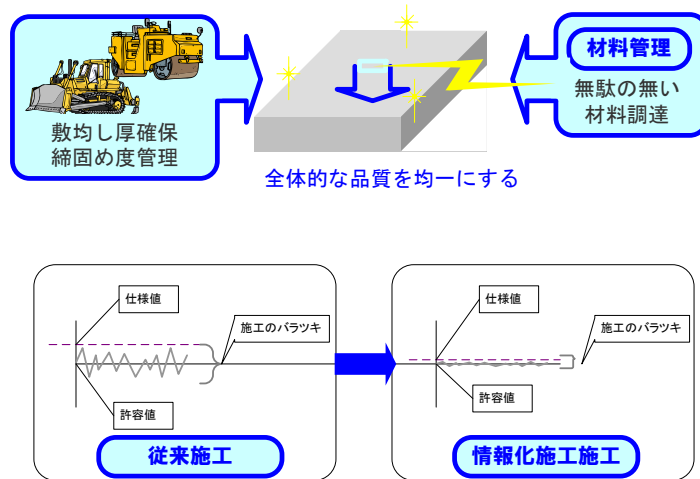 材料管理
無駄の無い
材料調達
敷均し厚確保
締固め度管理
全体的な品質を均一にする
仕様値
施工のバラツキ
許容値
従来施工
仕様値
施工のバラツキ
許容値
情報化施工施工